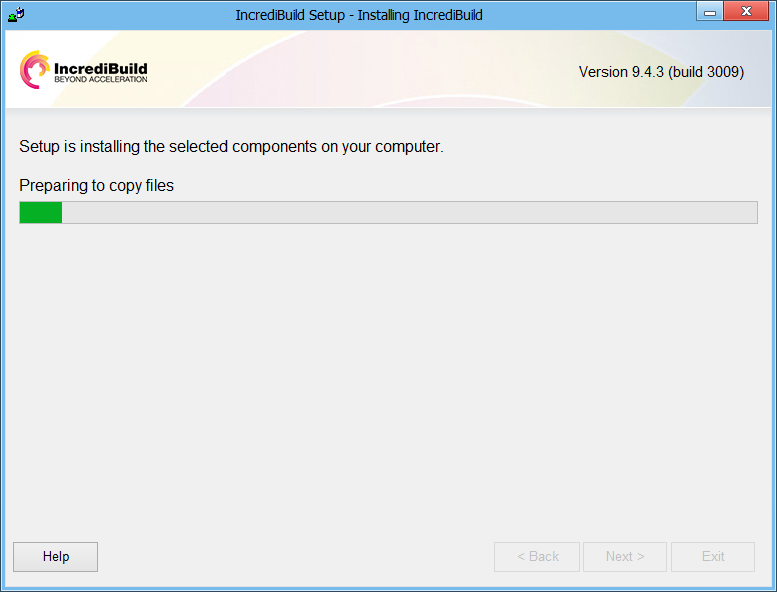 IncrediBuild Setup - Installing IncrediBuild
IncrediBuild
BEYOND ACCELERATION
Version 9.4.3 (build 3009)
Setup is installing the selected components on your computer.
Preparing to copy files
Help
< Back
Next >
Exit